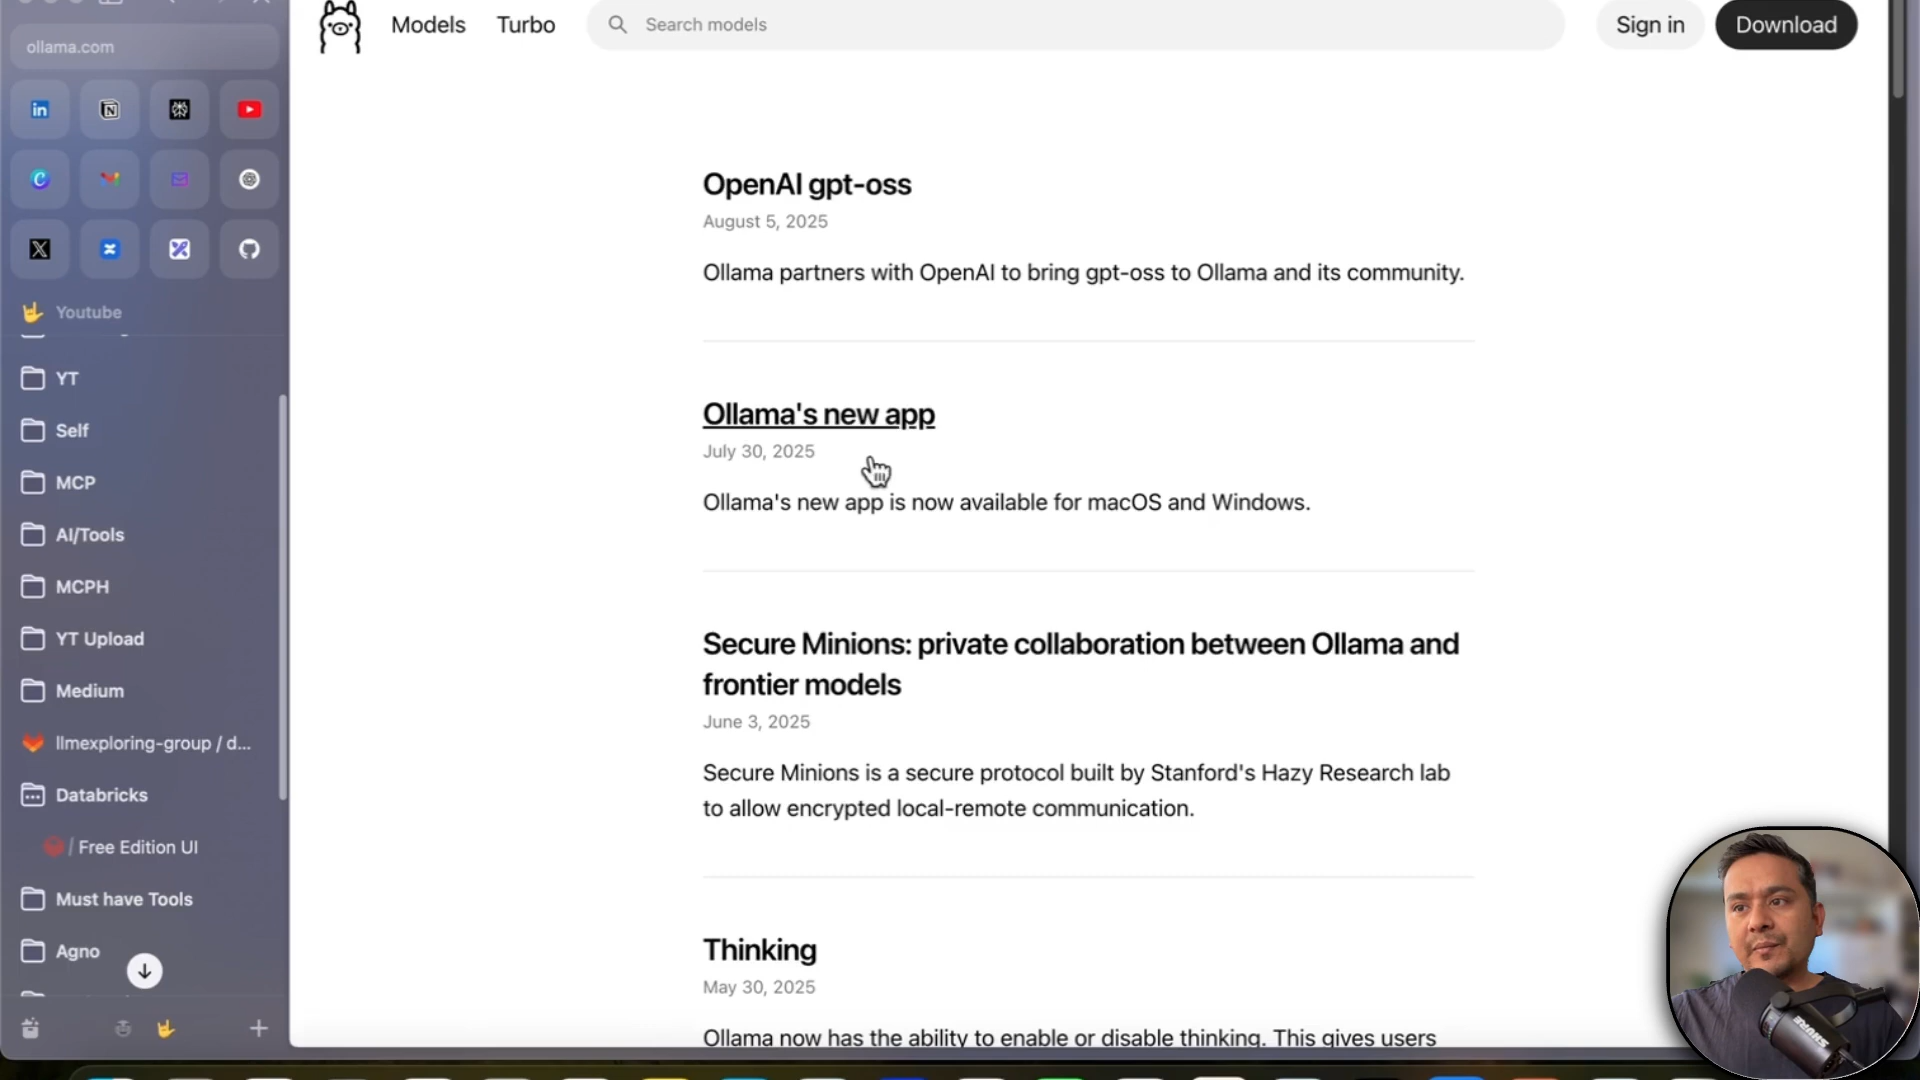 ollama.com
Youtube
YT
Self
MCP
AI/Tools
MCPH
YT Upload
Medium
llmexploring-group / d...
Databricks
/ Free Edition UI
Must have Tools
Agno
Models
Turbo
Search models
Sign in
Download
OpenAI gpt-oss
August 5, 2025
Ollama partners with OpenAI to bring gpt-oss to Ollama and its community.
Ollama's new app
July 30, 2025
Ollama's new app is now available for macOS and Windows.
Secure Minions: private collaboration between Ollama and
frontier models
June 3, 2025
Secure Minions is a secure protocol built by Stanford's Hazy Research lab
to allow encrypted local-remote communication.
Thinking
May 30, 2025
Ollama now has the ability to enable or disable thinking. This gives users
SHURE